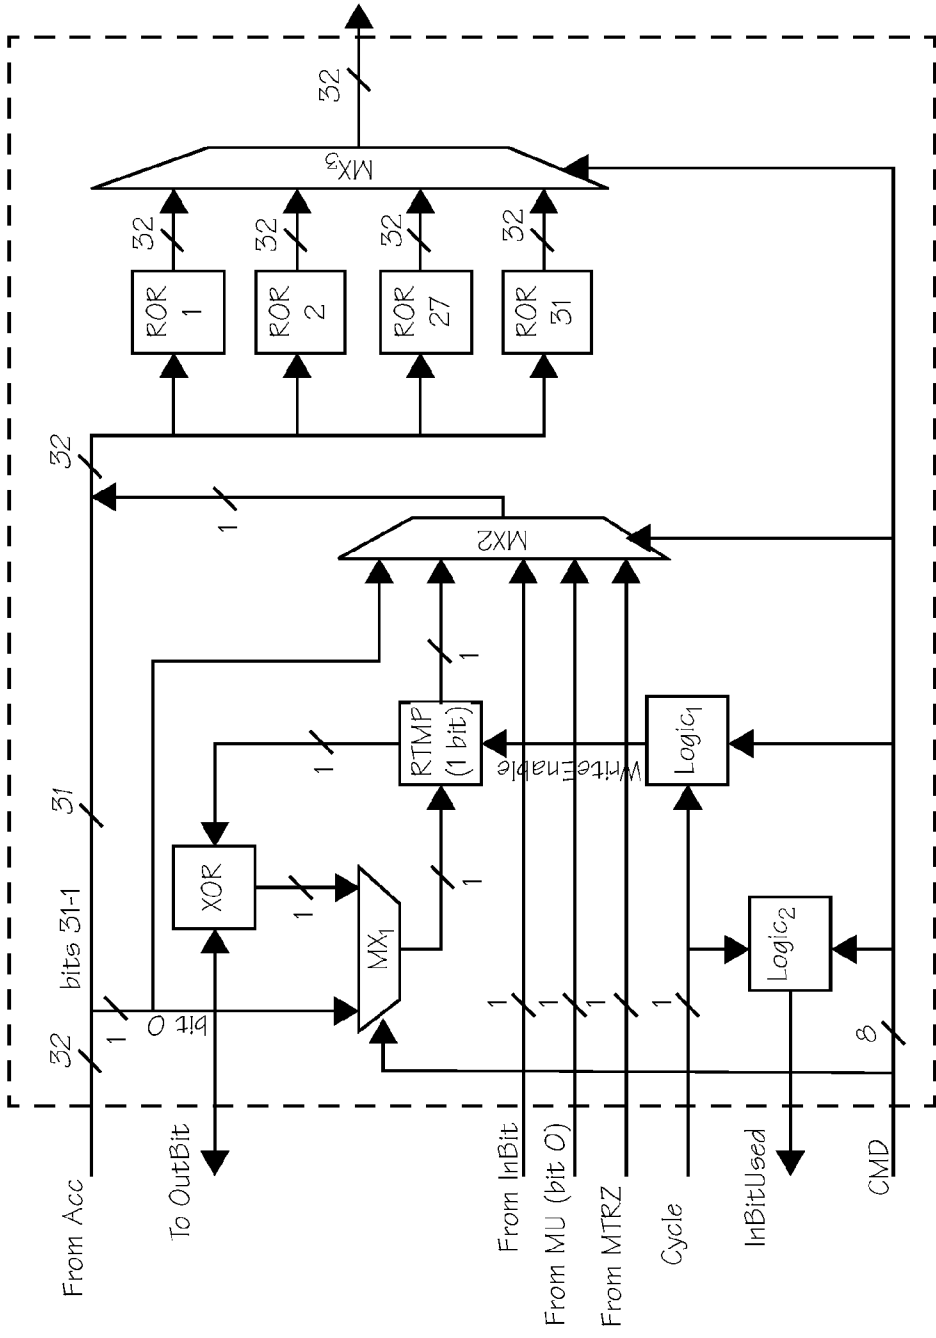 32
MX3
32
32
32
32
ROR
1
ROR
2
ROR
27
ROR
31
32
1
MX2
1
RTMP
(1 bit)
WriteEnable
Logic1
1
31
bits 31-1
XOR
1
MX1
1
Logic2
1
bit 0
32
1
1
1
1
8
From Acc
To OutBit
From InBit
From MU (bit 0)
From MTRZ
Cycle
InBitUsed
CMD